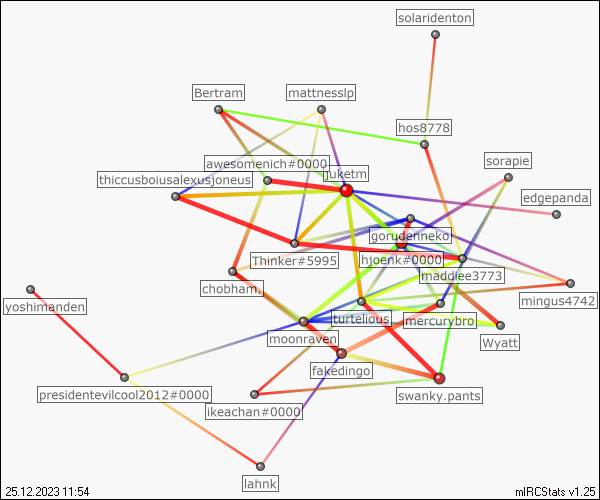 solaridenton
Bertram
mattnesslp
hos8778
sorapie
awesomenich#0000
juketm
thiccusboiusalexusjoneus
edgepanda
gorudenneko
Thinker#5995
hjoenk#0000
maddiee3773
chobham
mingus4742
yoshimanden
turtelious
mercurybro
moonraven
Wyatt
fakedingo
presidentevilcool2012#0000
swanky.pants
ikeachan#0000
lahnk
25.12.2023 11:54
mIRCStats v1.25